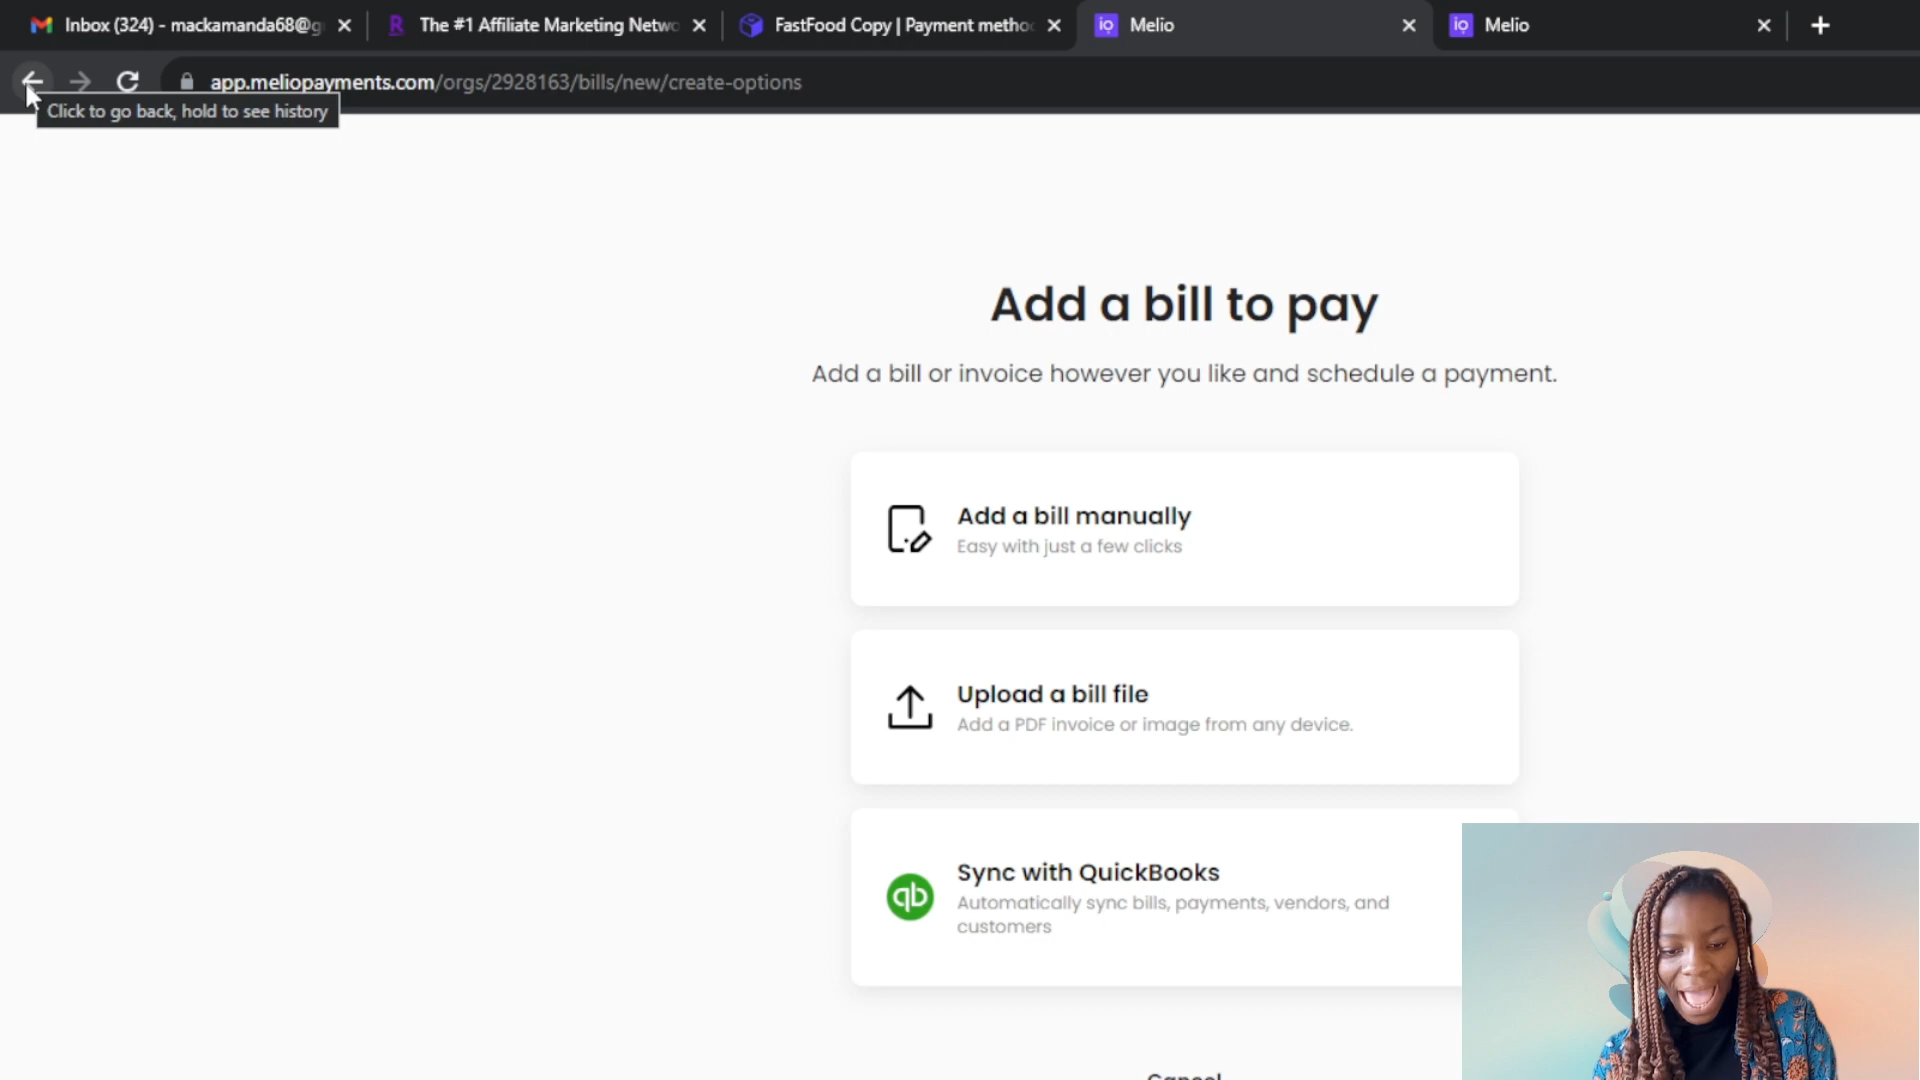 Inbox (324) - mackamanda68@g
The #1 Affiliate Marketing Netwo
FastFood Copy | Payment metho
Melio
Melio
app.meliopayments.com/orgs/2928163/bills/new/create-options
Click to go back, hold to see history
Add a bill to pay
Add a bill or invoice however you like and schedule a payment.
Add a bill manually
Easy with just a few clicks
Upload a bill file
Add a PDF invoice or image from any device.
qb
Sync with QuickBooks
Automatically sync bills, payments, vendors, and
customers
Cancel